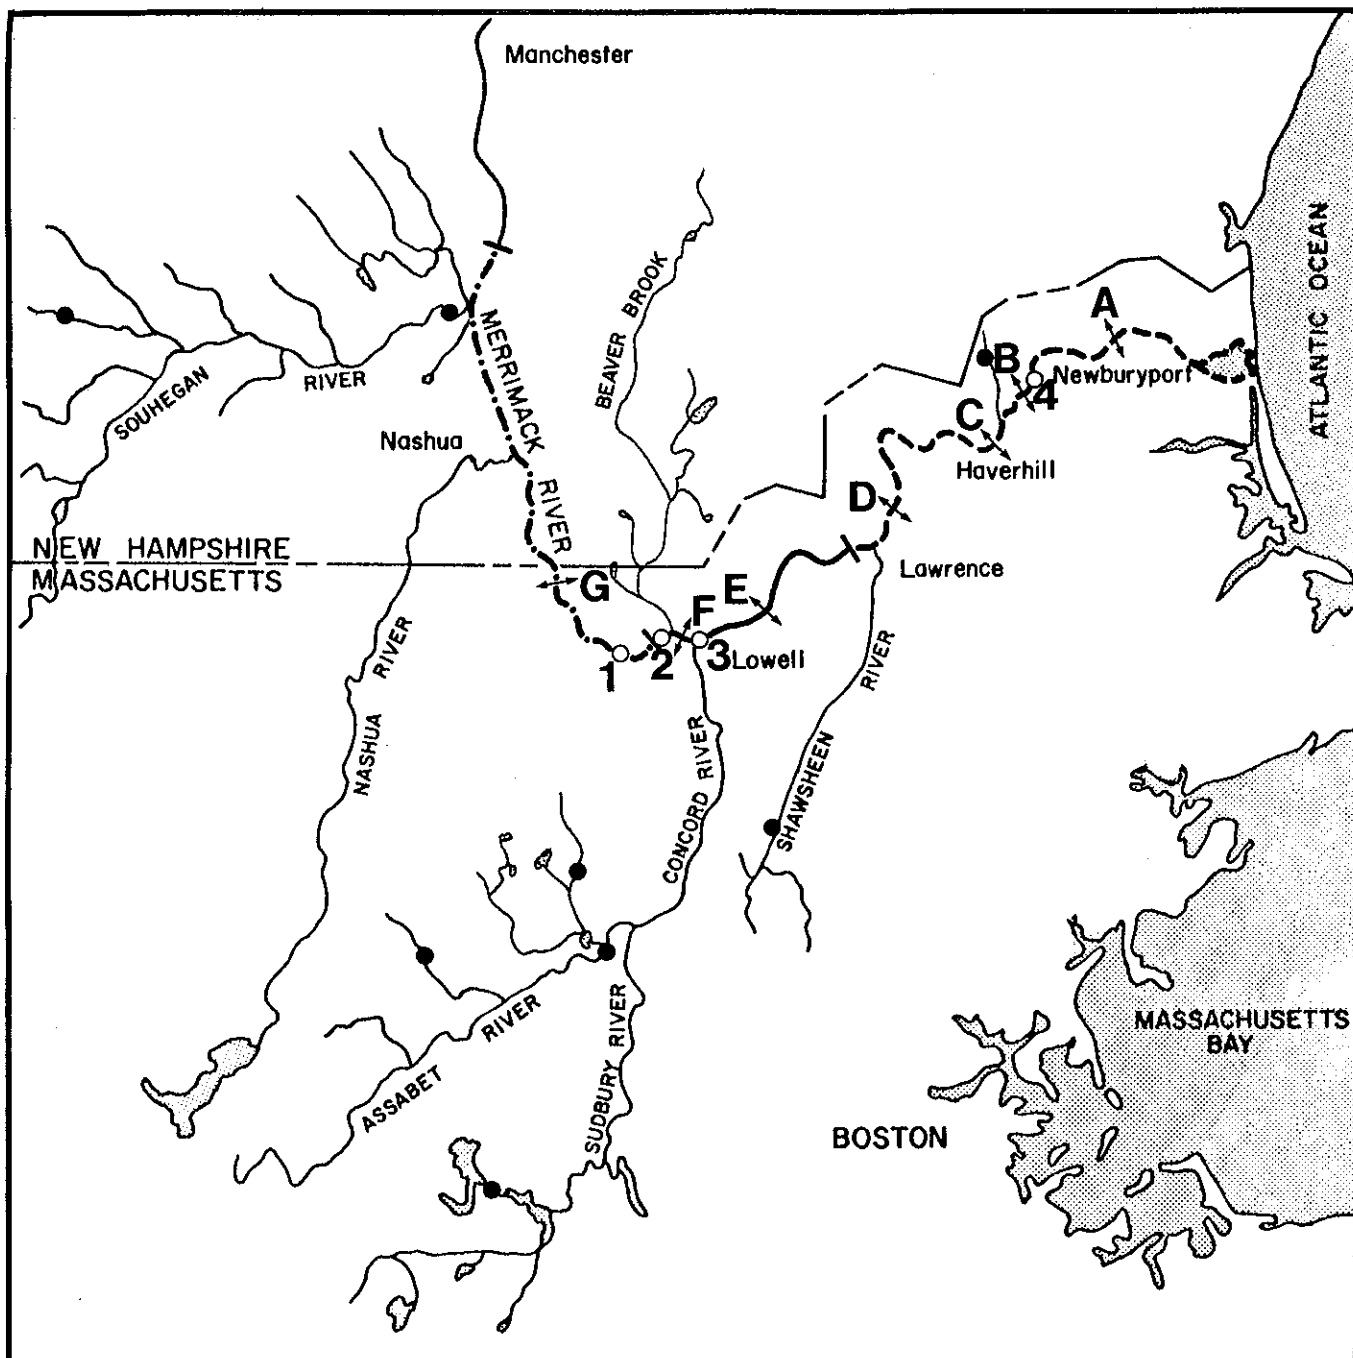 Manchester
ATLANTIC OCEAN
BEAVER BROOK
MERRIMACK RIVER
A
B
Newburyport
4
SOUHEGAN RIVER
C
Haverhill
Nashua
D
NEW HAMPSHIRE
MASSACHUSETTS
Lawrence
G
E
F
1
2
3
Lowell
NASHUA RIVER
CONCORD RIVER
SHAWSHEEN RIVER
ASSABET RIVER
SUDBURY RIVER
MASSACHUSETTS
BAY
BOSTON